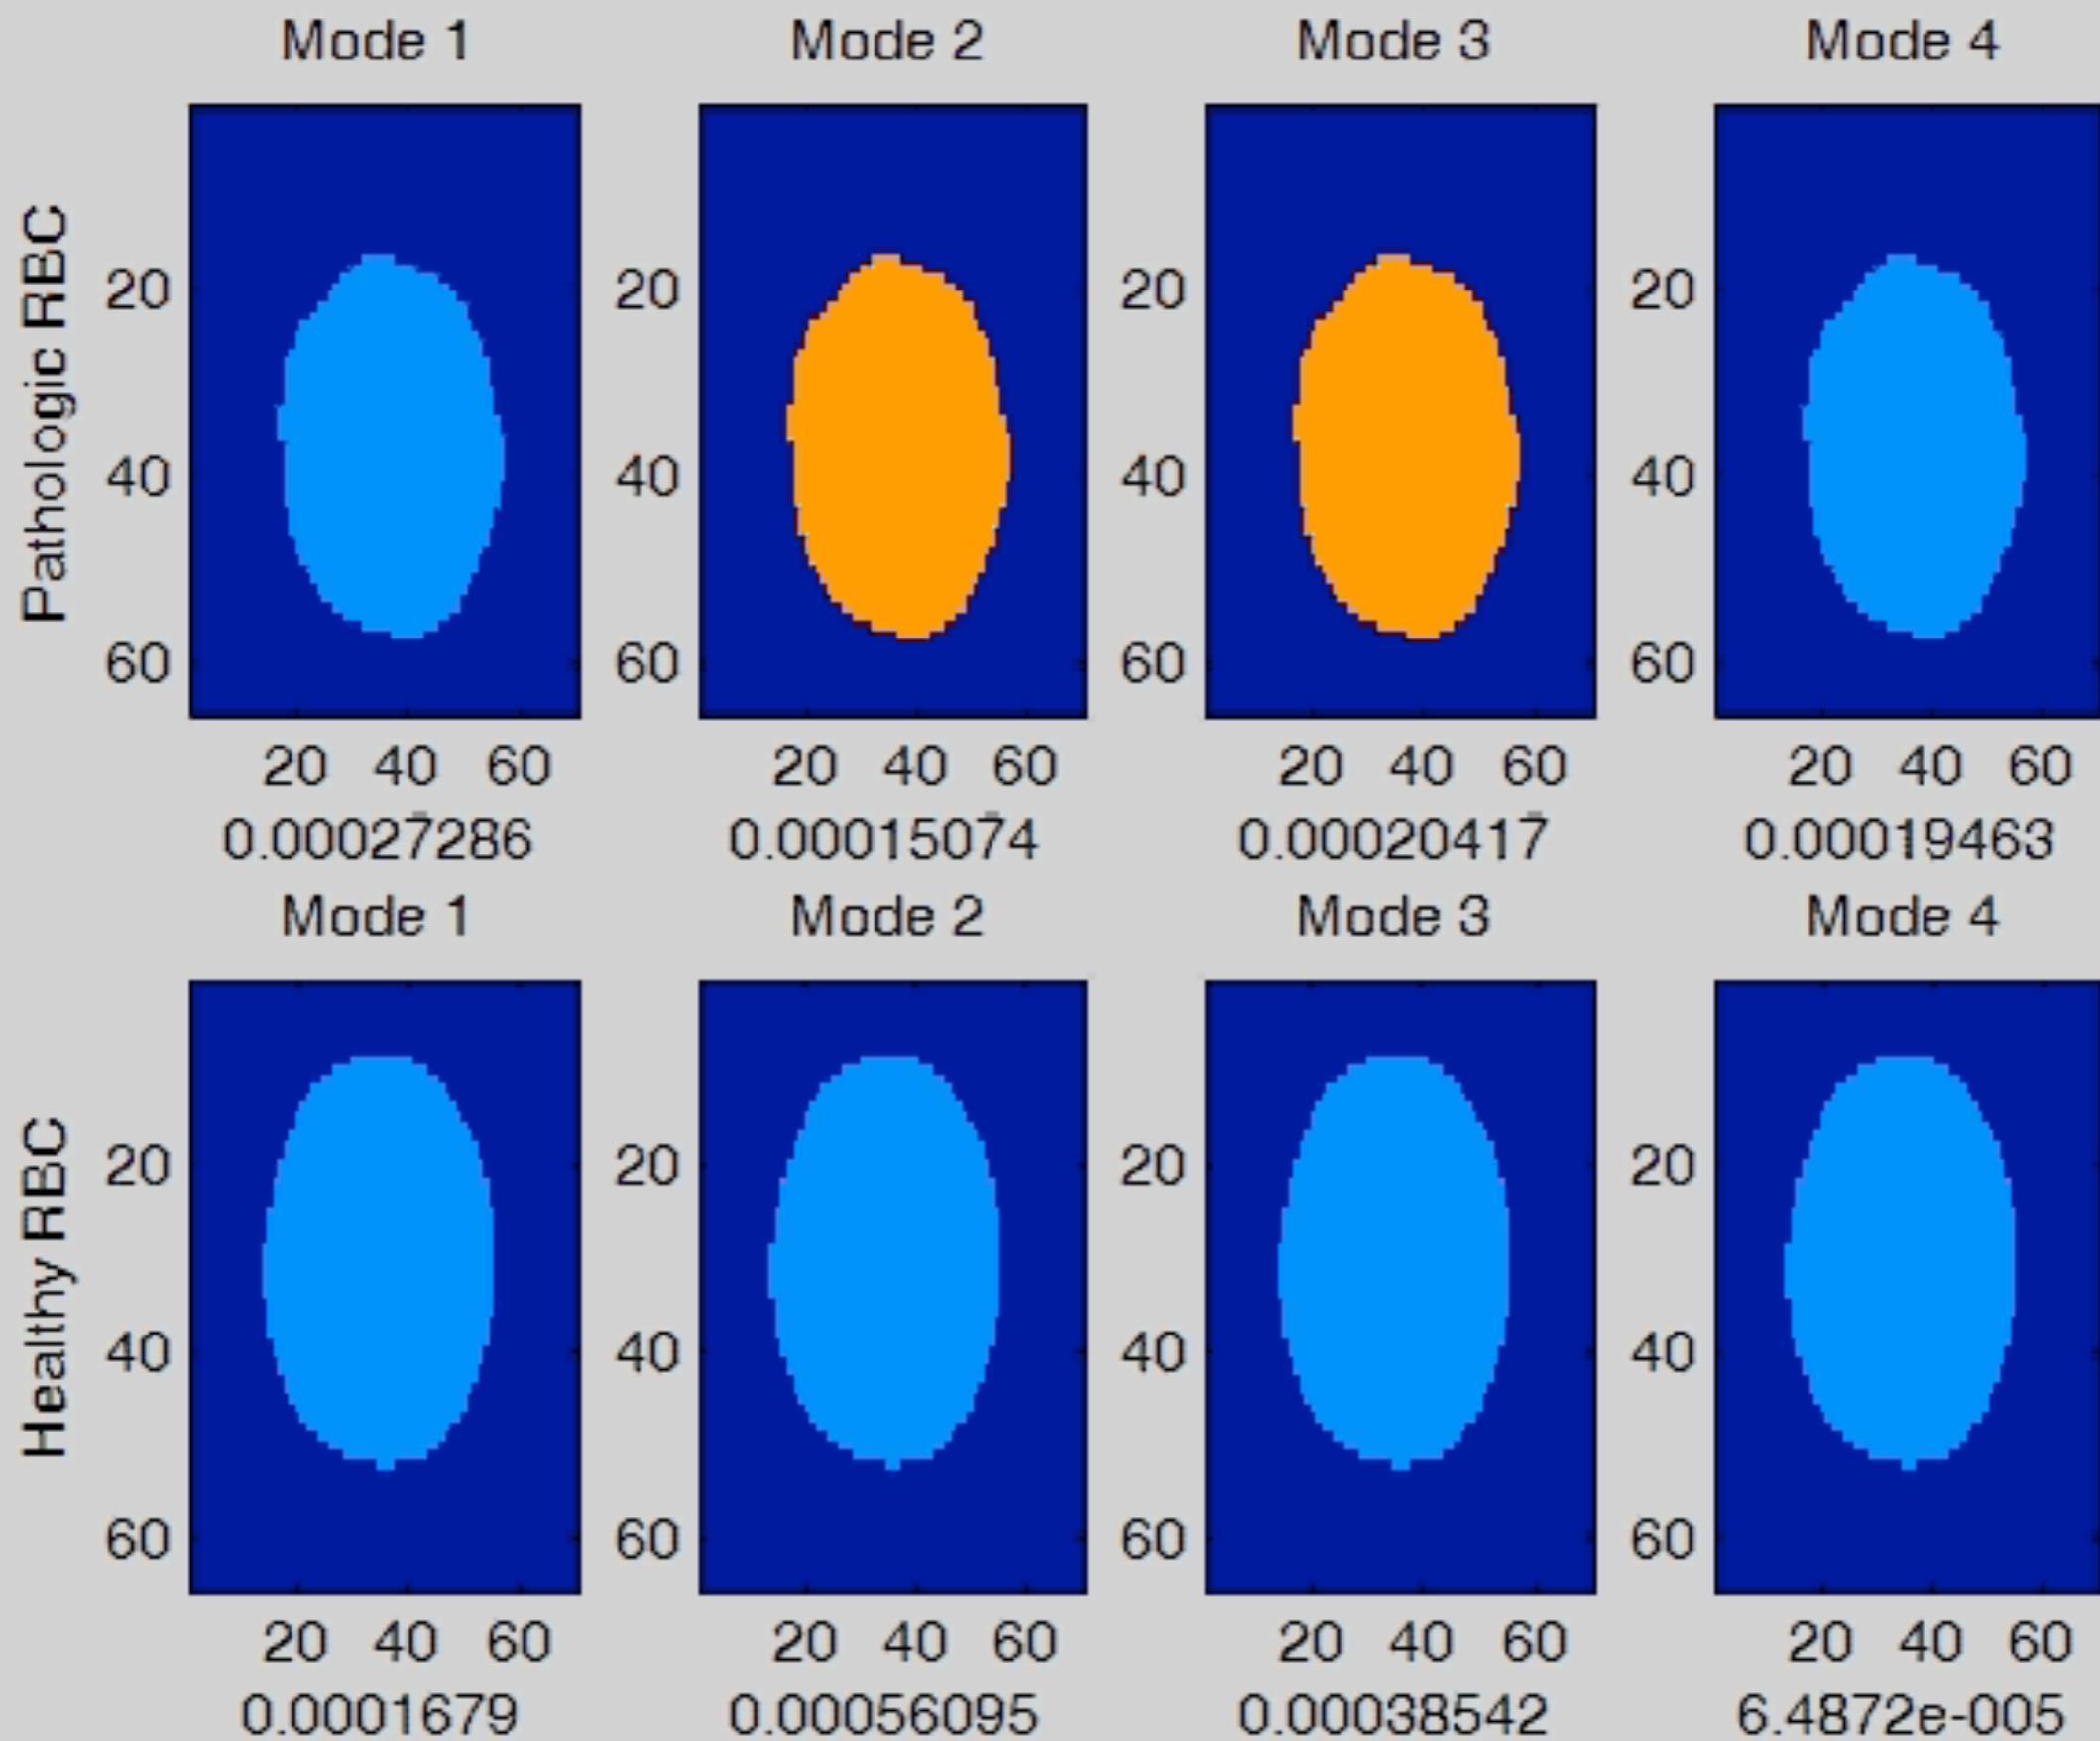 Mode 1 Mode 2 Mode 3 Mode 4
Pathologic RBC
20 20 20 20
40 40 40 40
60 60 60 60
20 40 60 20 40 60 20 40 60 20 40 60
0.00027286 0.00015074 0.00020417 0.00019463
Mode 1 Mode 2 Mode 3 Mode 4
Healthy RBC
20 20 20 20
40 40 40 40
60 60 60 60
20 40 60 20 40 60 20 40 60 20 40 60
0.0001679 0.00056095 0.00038542 6.4872e-005